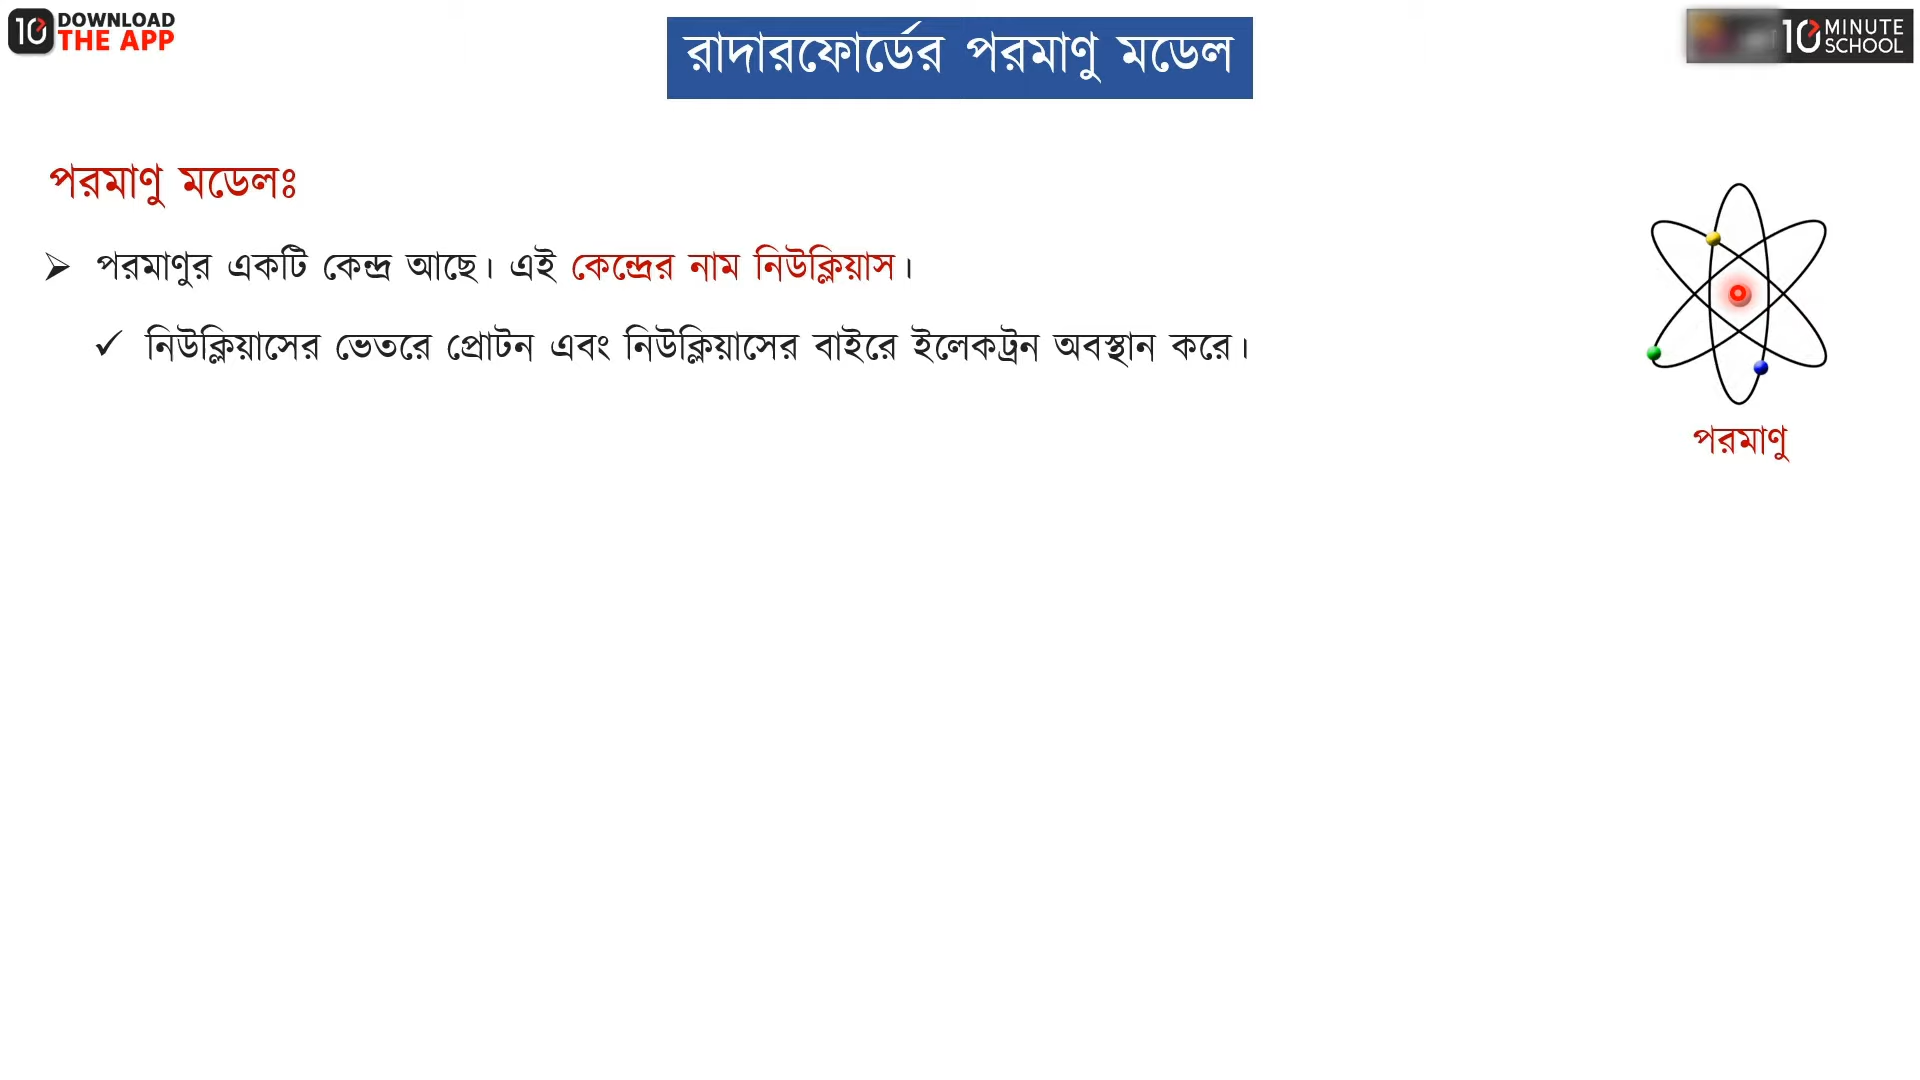 DOWNLOAD
THE APP
রাদারফোর্ডের পরমাণু মডেল
10 MINUTE
SCHOOL
পরমাণু মডেলঃ
➢ পরমাণুর একটি কেন্দ্র আছে। এই কেন্দ্রের নাম নিউক্লিয়াস।
✓ নিউক্লিয়াসের ভেতরে প্রোটন এবং নিউক্লিয়াসের বাইরে ইলেকট্রন অবস্থান করে।
পরমাণু